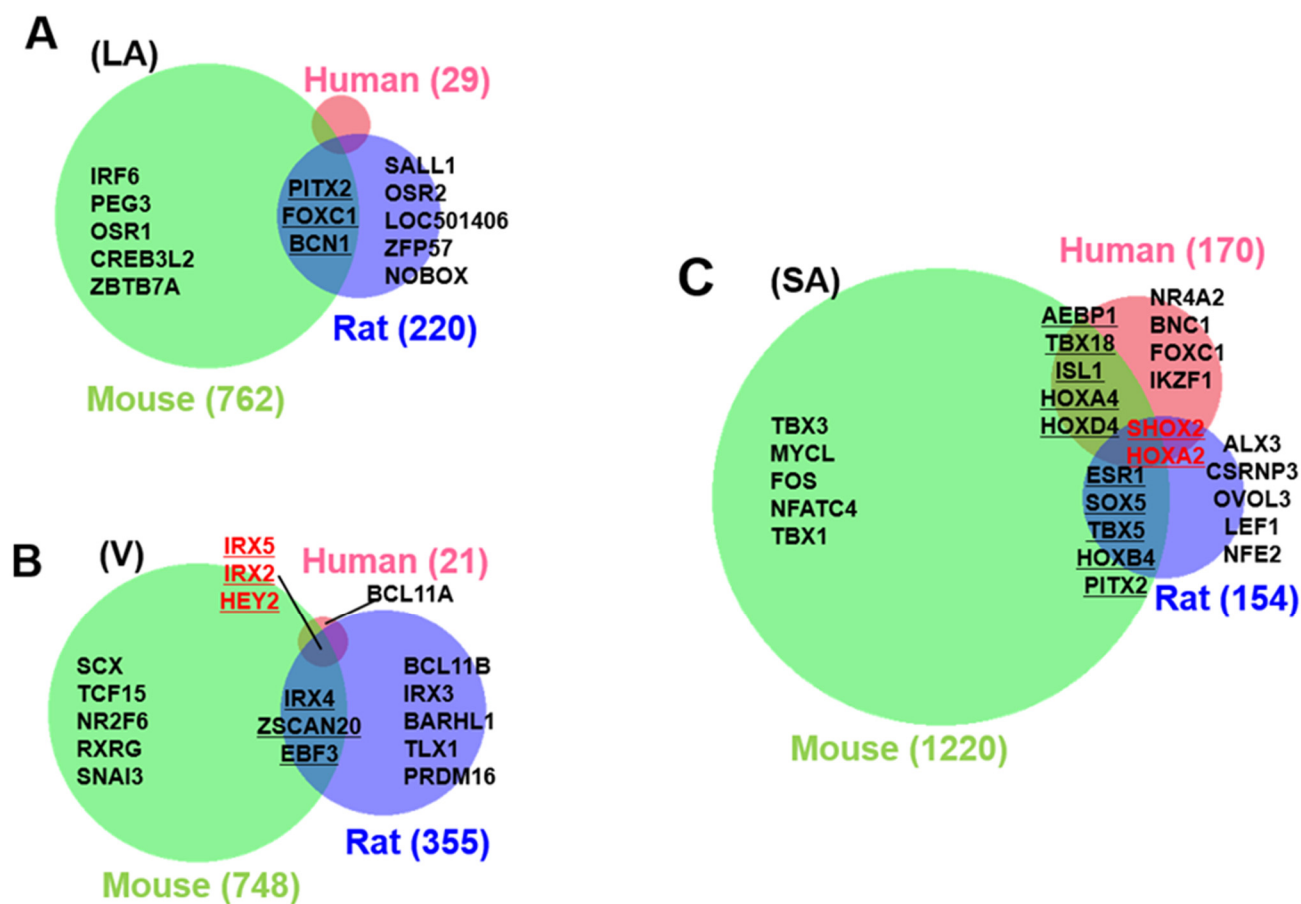 A
(LA)
Human (29)
IRF6
PEG3
OSR1
CREB3L2
ZBTB7A
PITX2
FOXC1
BCN1
SALL1
OSR2
LOC501406
ZFP57
NOBOX
Rat (220)
Mouse (762)
B
(V)
IRX5
IRX2
HEY2
Human (21)
BCL11A
SCX
TCF15
NR2F6
RXRG
SNAI3
IRX4
ZSCAN20
EBF3
BCL11B
IRX3
BARHL1
TLX1
PRDM16
Rat (355)
Mouse (748)
C
(SA)
Human (170)
AEBP1
TBX18
ISL1
HOXA4
HOXD4
NR4A2
BNC1
FOXC1
IKZF1
SHOX2
HOXA2
TBX3
MYCL
FOS
NFATC4
TBX1
ESR1
SOX5
TBX5
HOXB4
PITX2
ALX3
CSRNP3
OVOL3
LEF1
NFE2
Rat (154)
Mouse (1220)